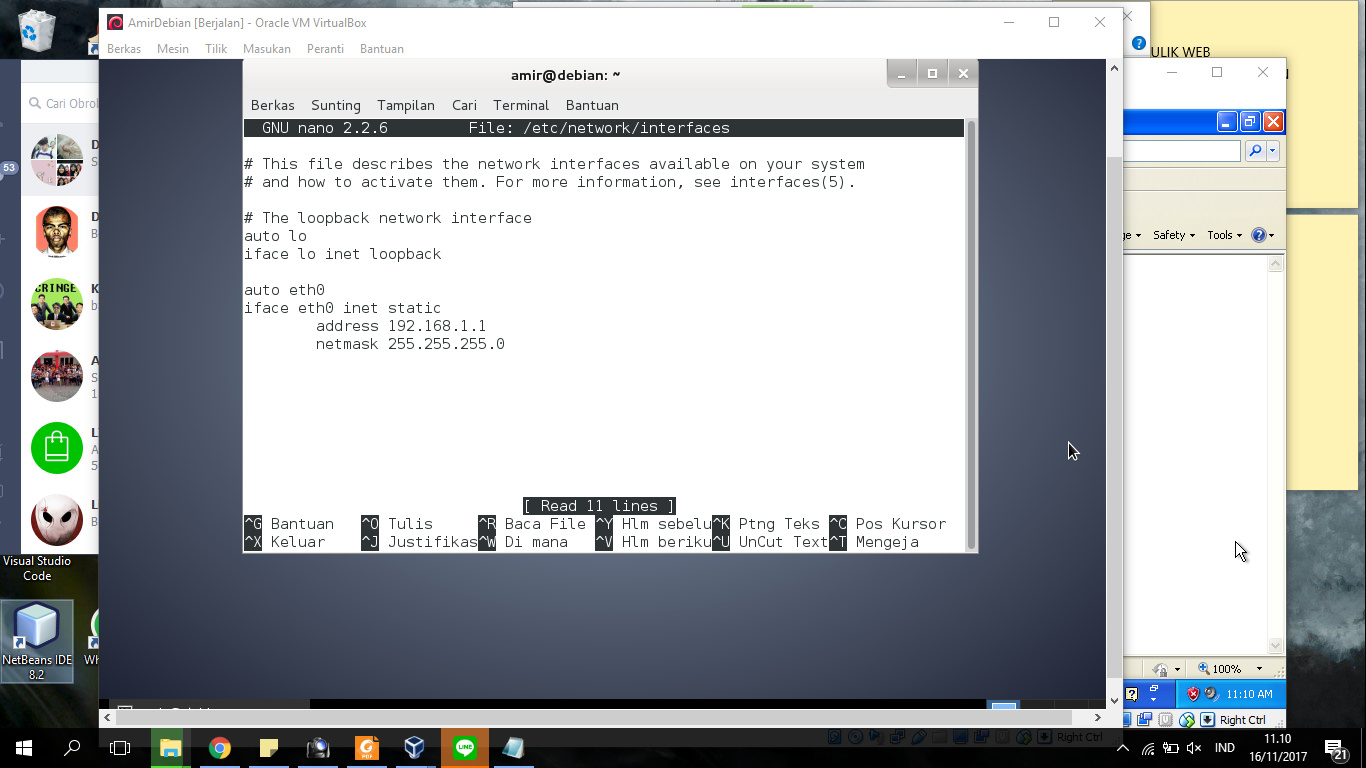 AmirDebian [Berjalan] - Oracle VM VirtualBox
Berkas Mesin Tilik Masukan Peranti Bantuan
ULIK WEB
amir@debian: ~
Cari Obrol
Berkas Sunting Tampilan Cari Terminal Bantuan
GNU nano 2.2.6 File: /etc/network/interfaces
# This file describes the network interfaces available on your system
# and how to activate them. For more information, see interfaces(5).
# The loopback network interface
auto lo
iface lo inet loopback
auto eth0
iface eth0 inet static
address 192.168.1.1
netmask 255.255.255.0
[ Read 11 lines ]
^G Bantuan ^O Tulis ^R Baca File ^Y Hlm sebelu ^K Ptng Teks ^C Pos Kursor
^X Keluar ^J Justifikas ^W Di mana ^V Hlm beriku ^U UnCut Text ^T Mengeja
53
CRINGE
ge Safety Tools
Visual Studio
Code
NetBeans IDE
8.2
100%
11:10 AM
Right Ctrl
Right Ctrl
IND
11.10
16/11/2017
21